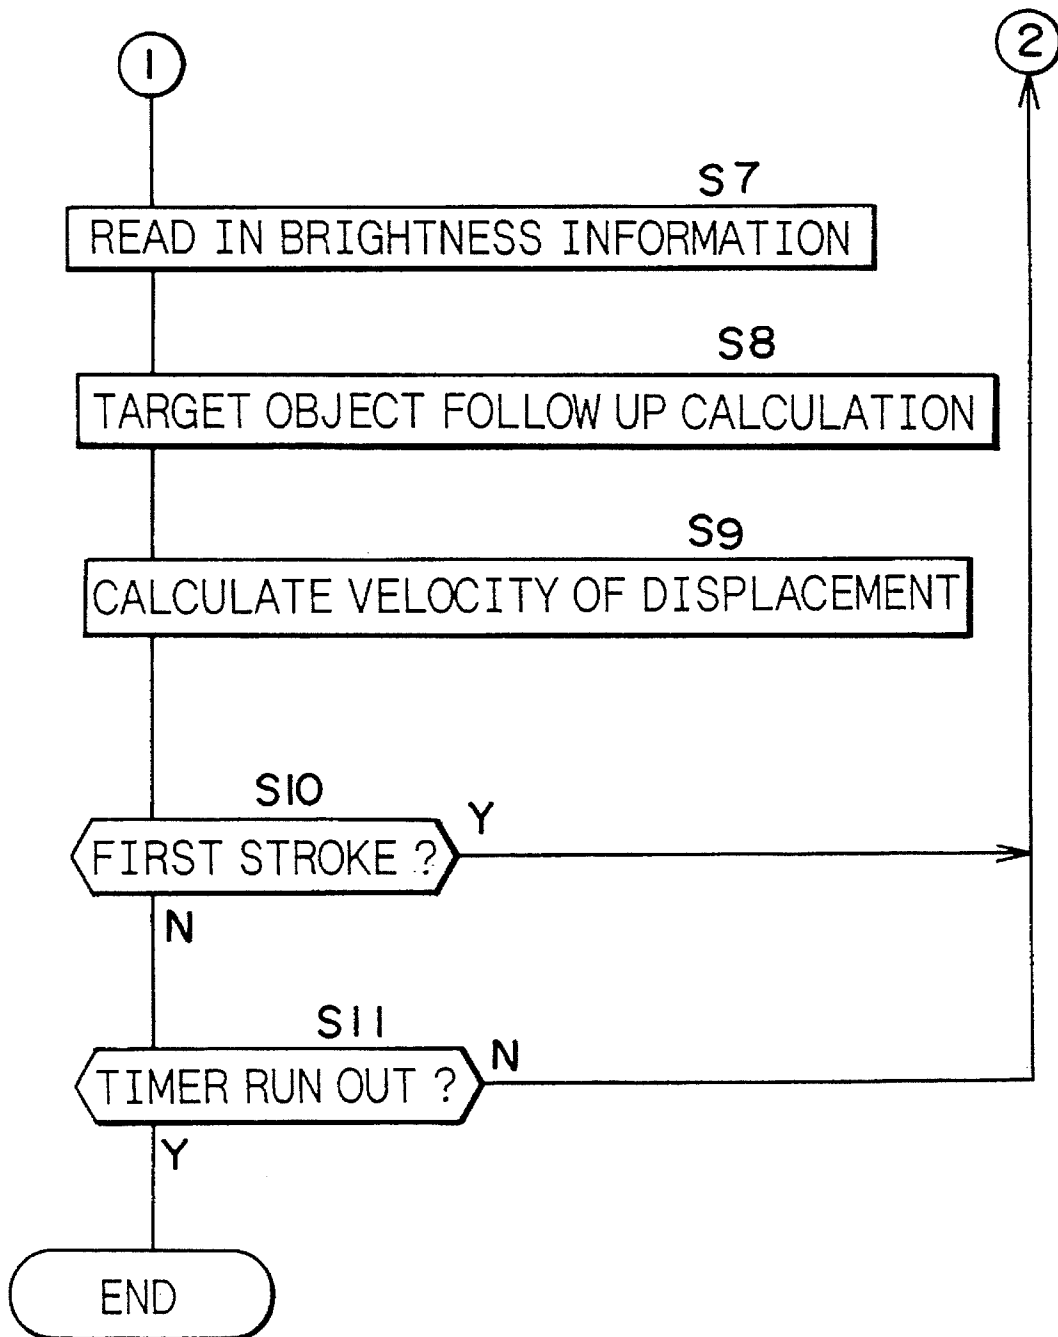 1
2
S7
READ IN BRIGHTNESS INFORMATION
S8
TARGET OBJECT FOLLOW UP CALCULATION
S9
CALCULATE VELOCITY OF DISPLACEMENT
S10
Y
FIRST STROKE ?
N
S11
N
TIMER RUN OUT ?
Y
END